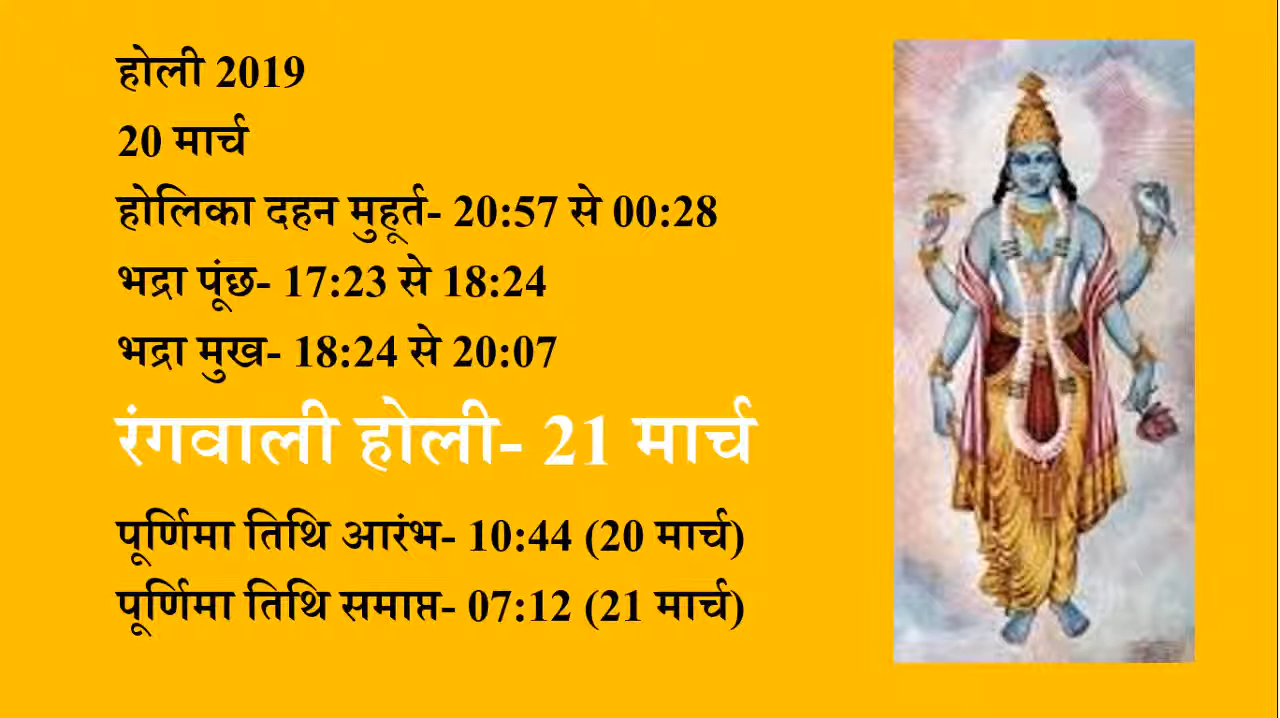 होली 2019
20 मार्च
होलिका दहन मुहूर्त- 20:57 से 00:28
भद्रा पूंछ- 17:23 से 18:24
भद्रा मुख- 18:24 से 20:07
रंगवाली होली- 21 मार्च
पूर्णिमा तिथि आरंभ- 10:44 (20 मार्च)
पूर्णिमा तिथि समाप्त- 07:12 (21 मार्च)